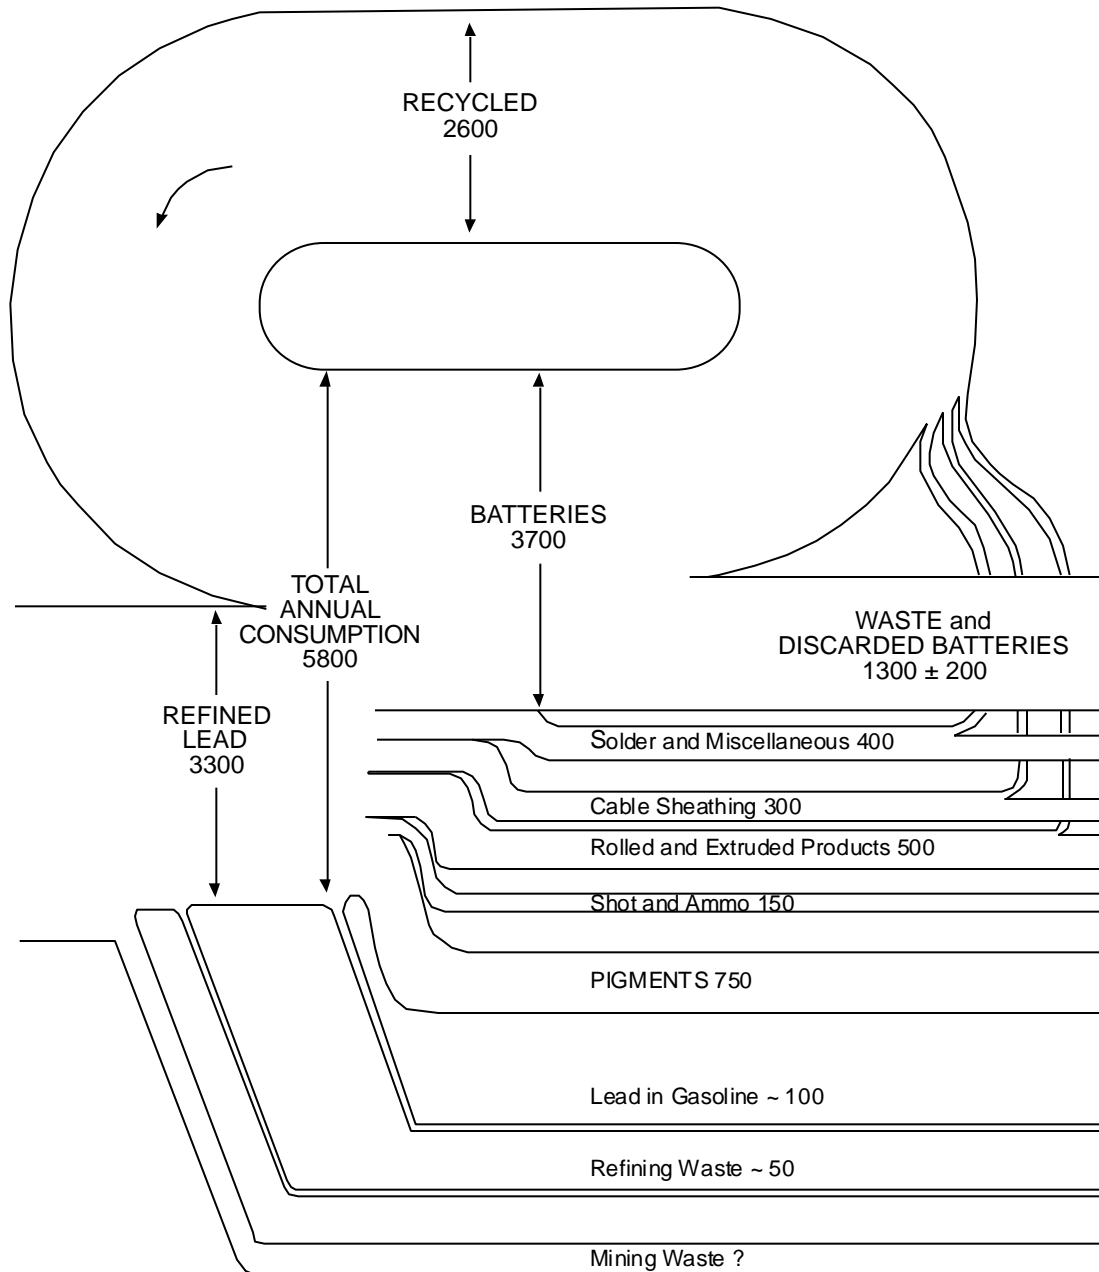 RECYCLED
2600
BATTERIES
3700
TOTAL
ANNUAL
CONSUMPTION
5800
WASTE and
DISCARDED BATTERIES
1300 ± 200
REFINED
LEAD
3300
Solder and Miscellaneous 400
Cable Sheathing 300
Rolled and Extruded Products 500
Shot and Ammo 150
PIGMENTS 750
Lead in Gasoline ~ 100
Refining Waste ~ 50
Mining Waste ?